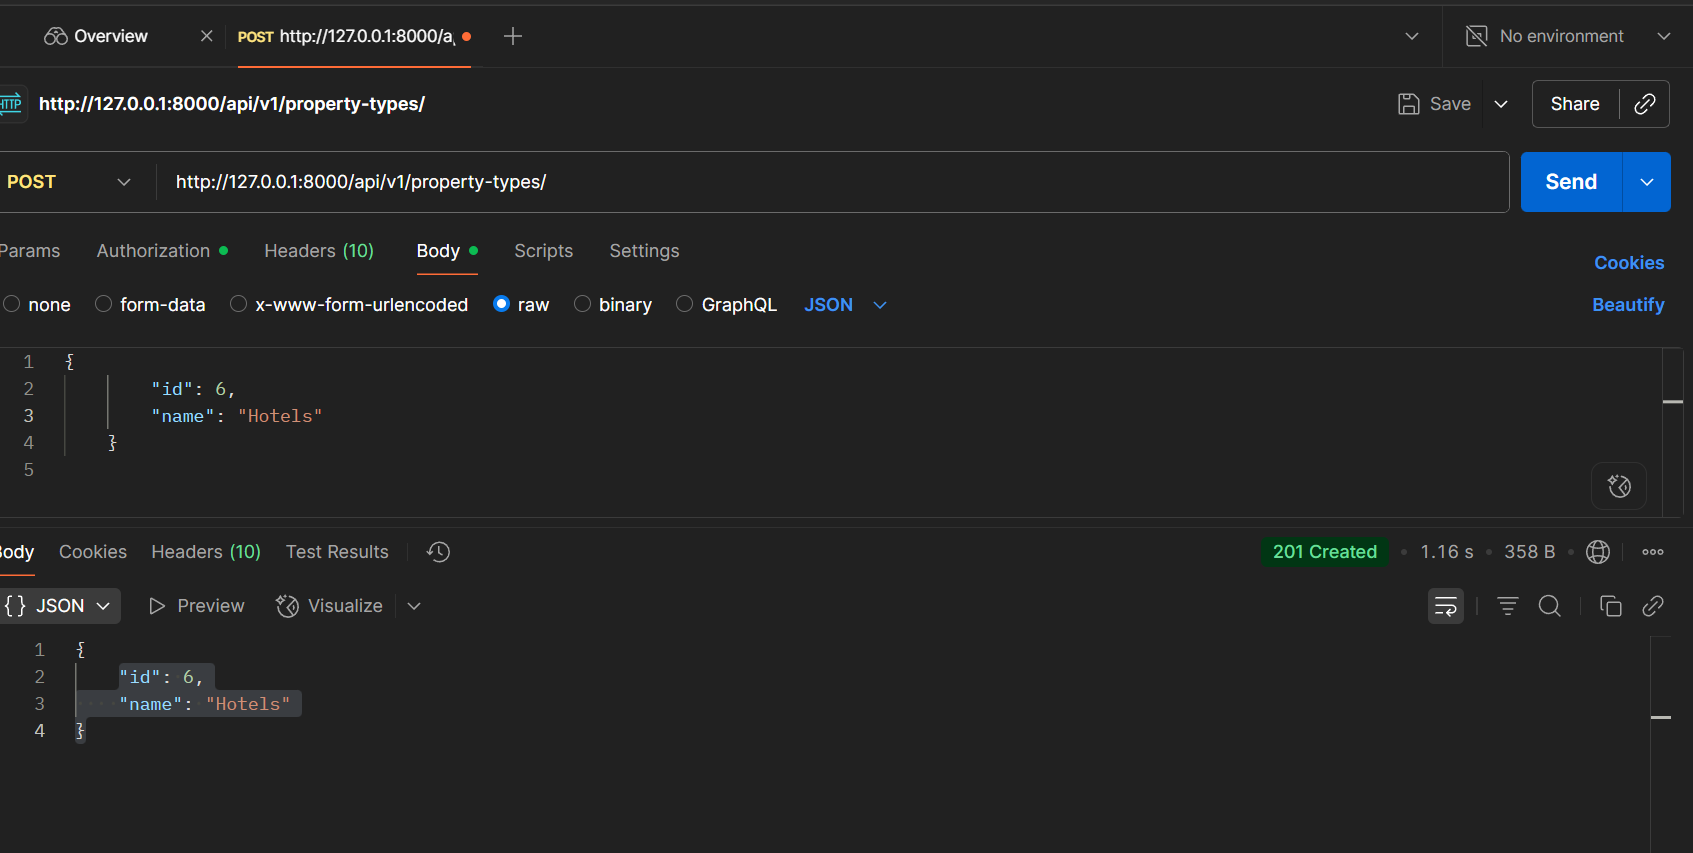 Overview
POST http://127.0.0.1:8000/a
No environment
HTTP http://127.0.0.1:8000/api/v1/property-types/
Save
Share
POST
http://127.0.0.1:8000/api/v1/property-types/
Send
Params Authorization Headers (10) Body Scripts Settings
Cookies
none form-data x-www-form-urlencoded raw binary GraphQL JSON
Beautify
1 {
2 "id": 6,
3 "name": "Hotels"
4 }
5
Body Cookies Headers (10) Test Results
201 Created • 1.16 s • 358 B •
{} JSON Preview Visualize
1 {
2 "id": 6,
3 "name": "Hotels"
4 }